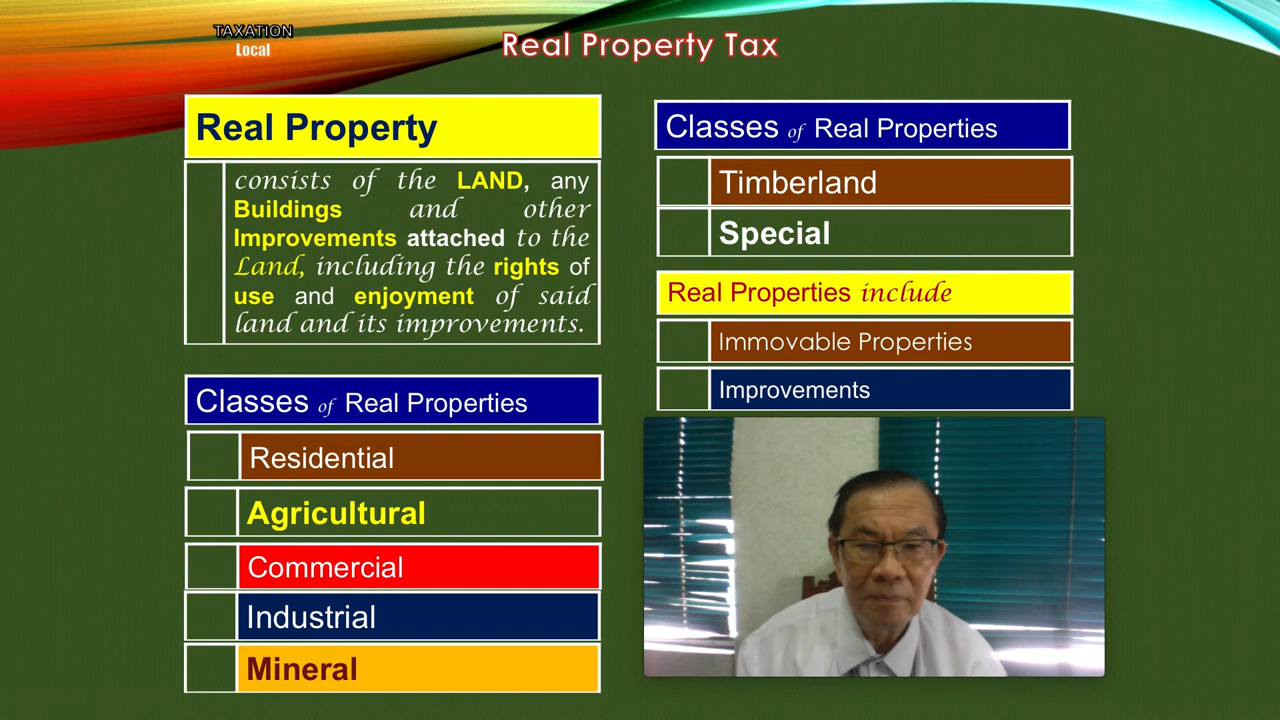 TAXATION
Local
Real Property Tax
Real Property
consists of the LAND, any
Buildings and other
Improvements attached to the
Land, including the rights of
use and enjoyment of said
land and its improvements.
Classes of Real Properties
Residential
Agricultural
Commercial
Industrial
Mineral
Classes of Real Properties
Timberland
Special
Real Properties include
Immovable Properties
Improvements